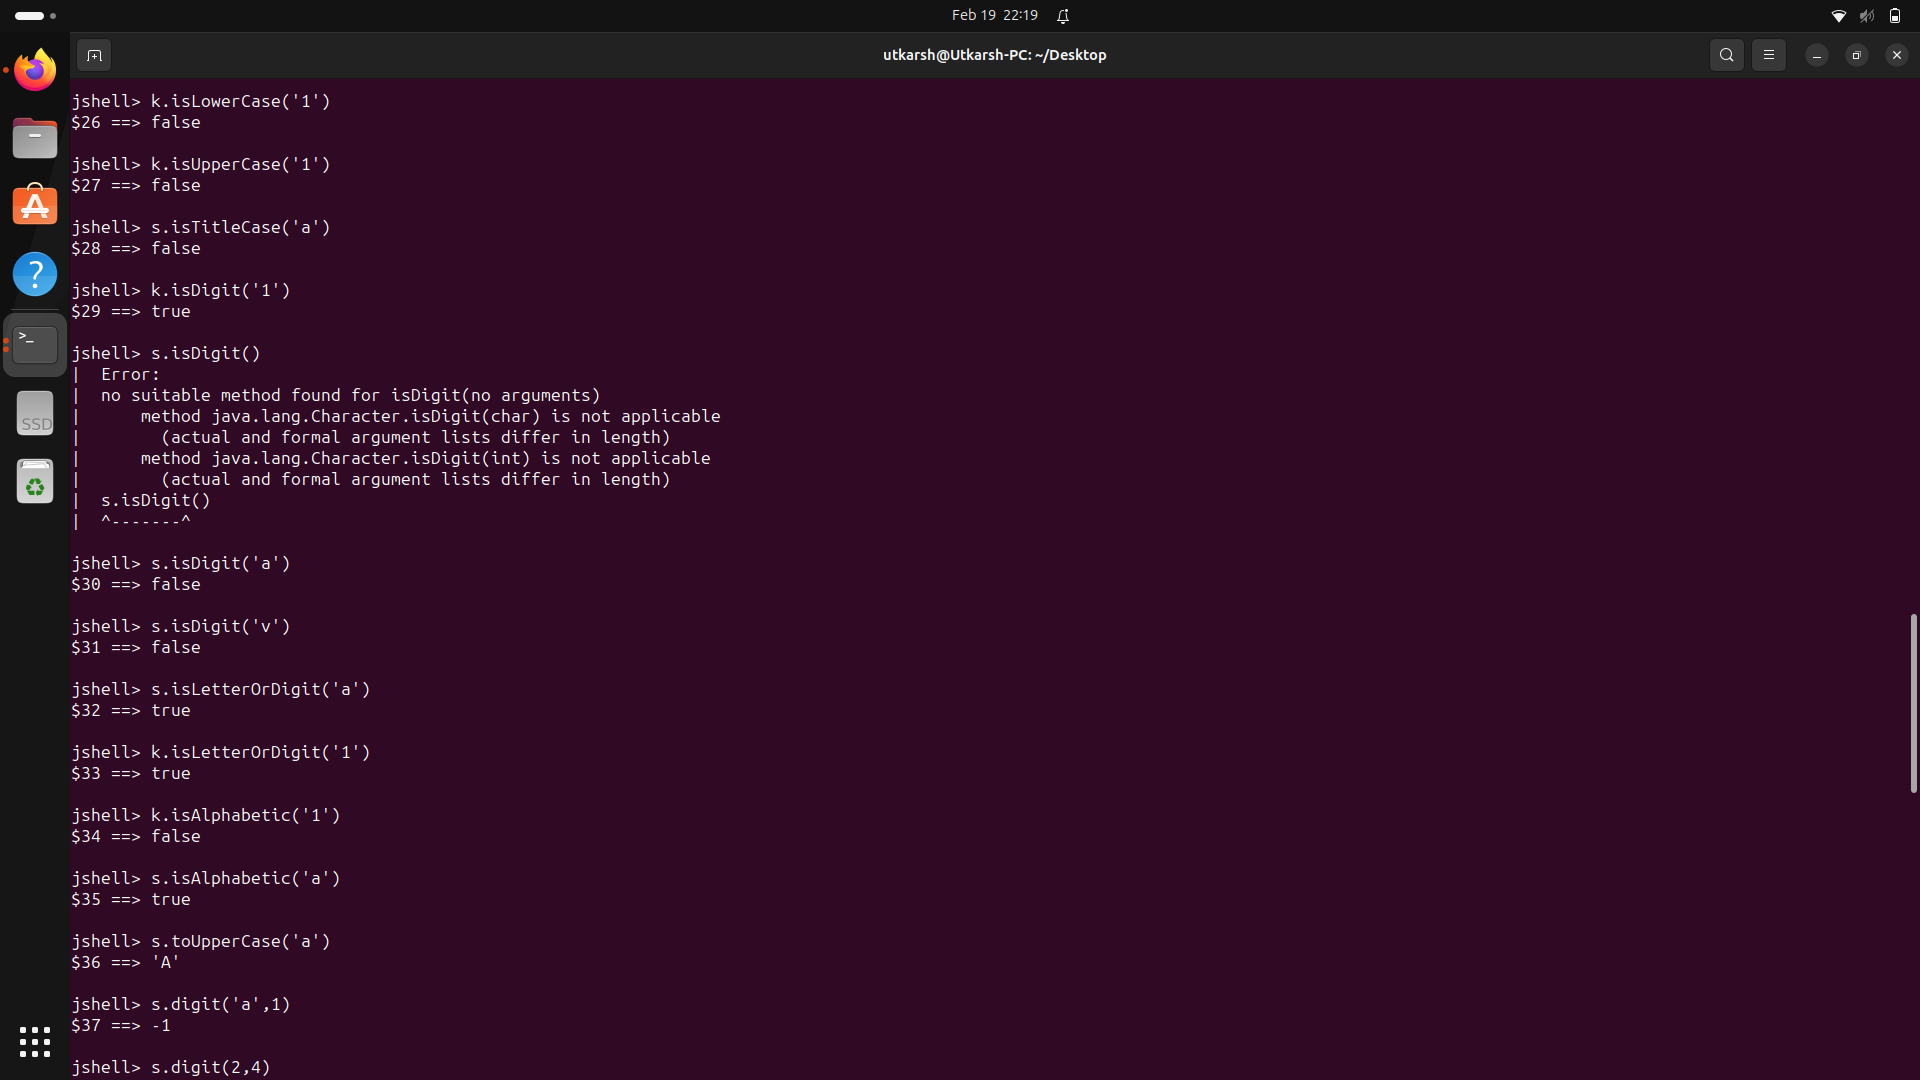 Feb 19 22:19
utkarsh@Utkarsh-PC: ~/Desktop
jshell> k.isLowerCase('1')
$26 ==> false
jshell> k.isUpperCase('1')
$27 ==> false
jshell> s.isTitleCase('a')
$28 ==> false
jshell> k.isDigit('1')
$29 ==> true
jshell> s.isDigit()
|  Error:
|  no suitable method found for isDigit(no arguments)
|      method java.lang.Character.isDigit(char) is not applicable
|        (actual and formal argument lists differ in length)
|      method java.lang.Character.isDigit(int) is not applicable
|        (actual and formal argument lists differ in length)
|  s.isDigit()
|  ^-------^
jshell> s.isDigit('a')
$30 ==> false
jshell> s.isDigit('v')
$31 ==> false
jshell> s.isLetterOrDigit('a')
$32 ==> true
jshell> k.isLetterOrDigit('1')
$33 ==> true
jshell> k.isAlphabetic('1')
$34 ==> false
jshell> s.isAlphabetic('a')
$35 ==> true
jshell> s.toUpperCase('a')
$36 ==> 'A'
jshell> s.digit('a',1)
$37 ==> -1
jshell> s.digit(2,4)
>_
SSD